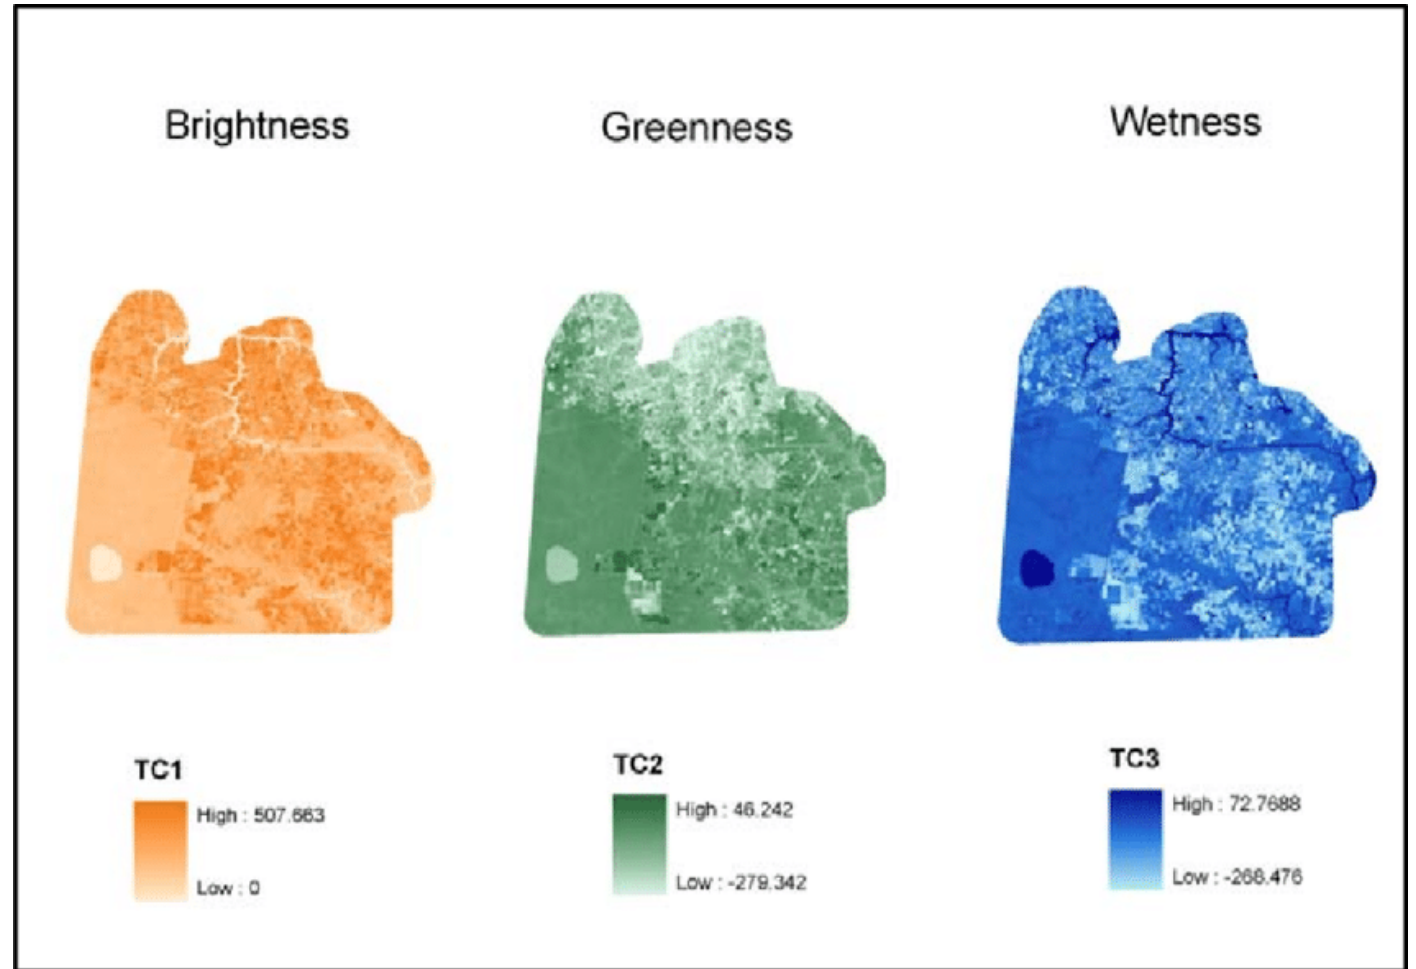 Brightness
Greenness
Wetness
TC1
High : 507.663
Low : 0
TC2
High : 46.242
Low : -279.342
TC3
High : 72.7688
Low : -268.476